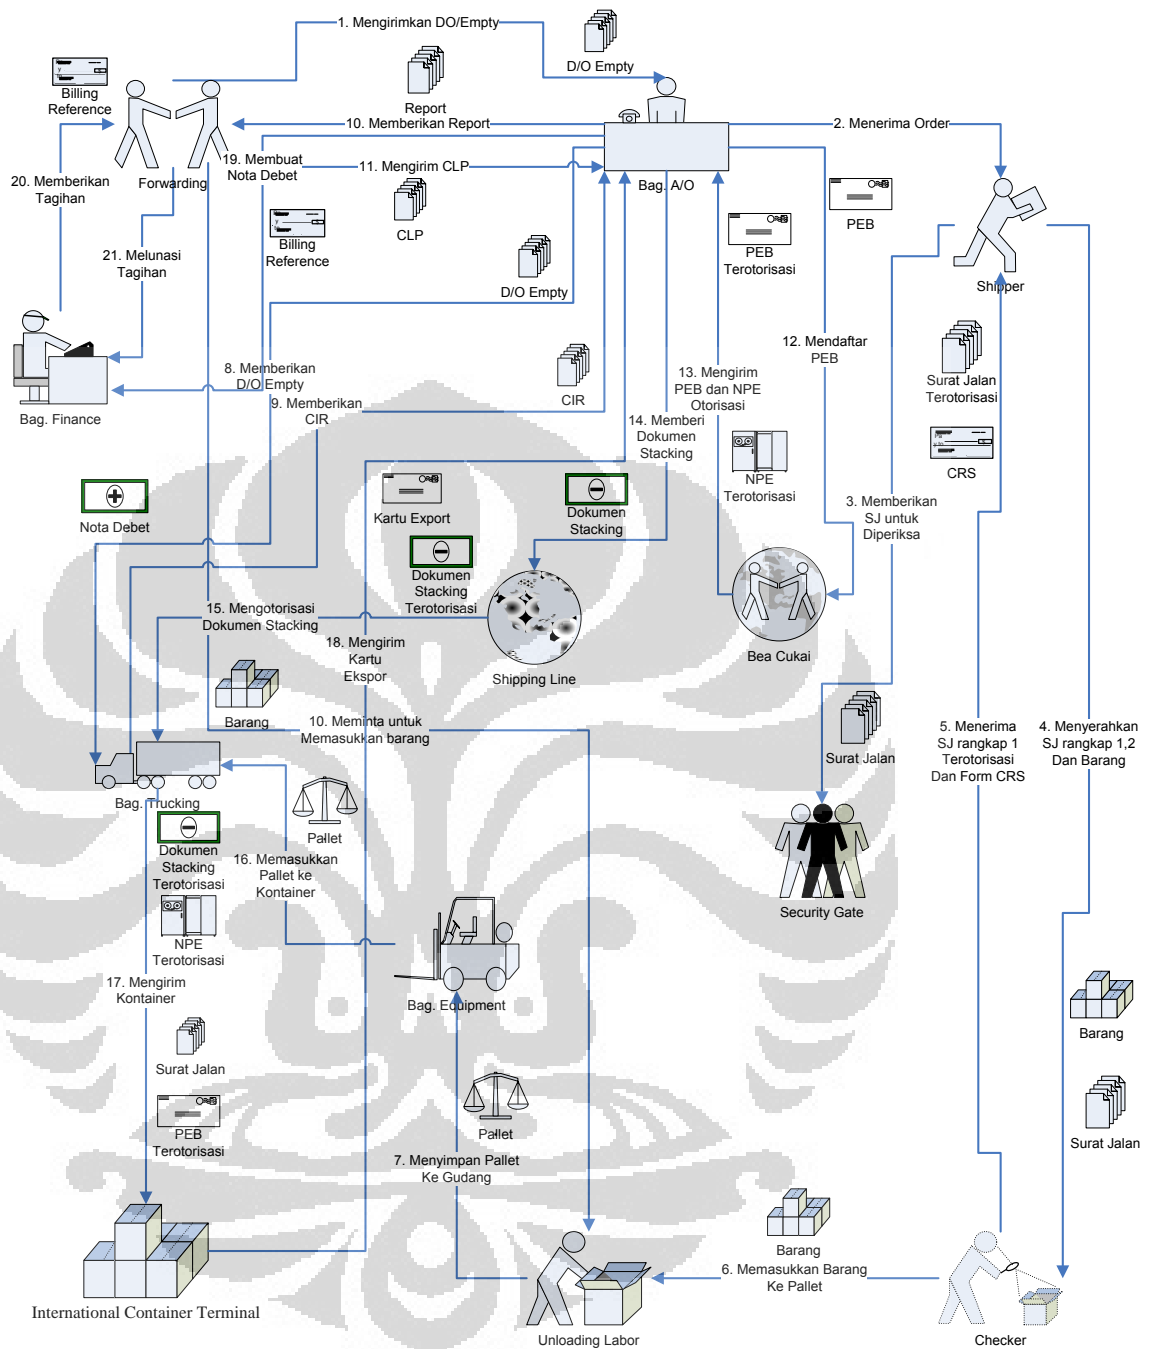 1. Mengirimkan DO/Empty
D/O Empty
Billing
Reference
Report
10. Memberikan Report
2. Menerima Order
19. Membuat
Nota Debet
11. Mengirim CLP
20. Memberikan
Tagihan
Forwarding
Bag. A/O
PEB
CLP
Billing
Reference
PEB
Terotorisasi
21. Melunasi
Tagihan
D/O Empty
Shipper
12. Mendaftar
PEB
8. Memberikan
D/O Empty
9. Memberikan
CIR
CIR
13. Mengirim
PEB dan NPE
Otorisasi
Surat Jalan
Terotorisasi
Bag. Finance
14. Memberi
Dokumen
Stacking
NPE
Terotorisasi
CRS
Nota Debet
Kartu Export
Dokumen
Stacking
3. Memberikan
SJ untuk
Diperiksa
Dokumen
Stacking
Terotorisasi
15. Mengotorisasi
Dokumen Stacking
18. Mengirim
Kartu
Ekspor
Shipping Line
Bea Cukai
Barang
10. Meminta untuk
Memasukkan barang
Surat Jalan
5. Menerima
SJ rangkap 1
Terotorisasi
Dan Form CRS
4. Menyerahkan
SJ rangkap 1,2
Dan Barang
Bag. Trucking
Pallet
Dokumen
Stacking
Terotorisasi
16. Memasukkan
Pallet ke
Kontainer
Security Gate
NPE
Terotorisasi
17. Mengirim
Kontainer
Bag. Equipment
Barang
Surat Jalan
PEB
Terotorisasi
Pallet
Surat Jalan
7. Menyimpan Pallet
Ke Gudang
Barang
6. Memasukkan Barang
Ke Pallet
International Container Terminal
Unloading Labor
Checker